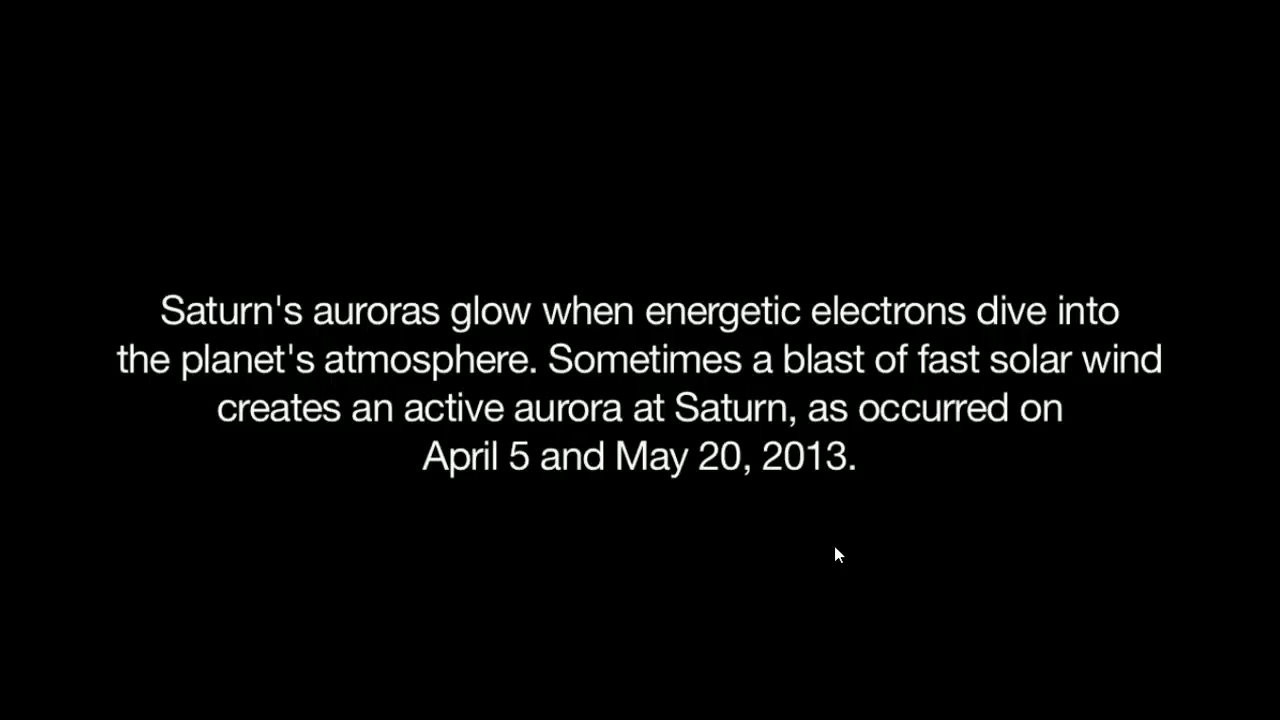 Saturn's auroras glow when energetic electrons dive into
the planet's atmosphere. Sometimes a blast of fast solar wind
creates an active aurora at Saturn, as occurred on
April 5 and May 20, 2013.